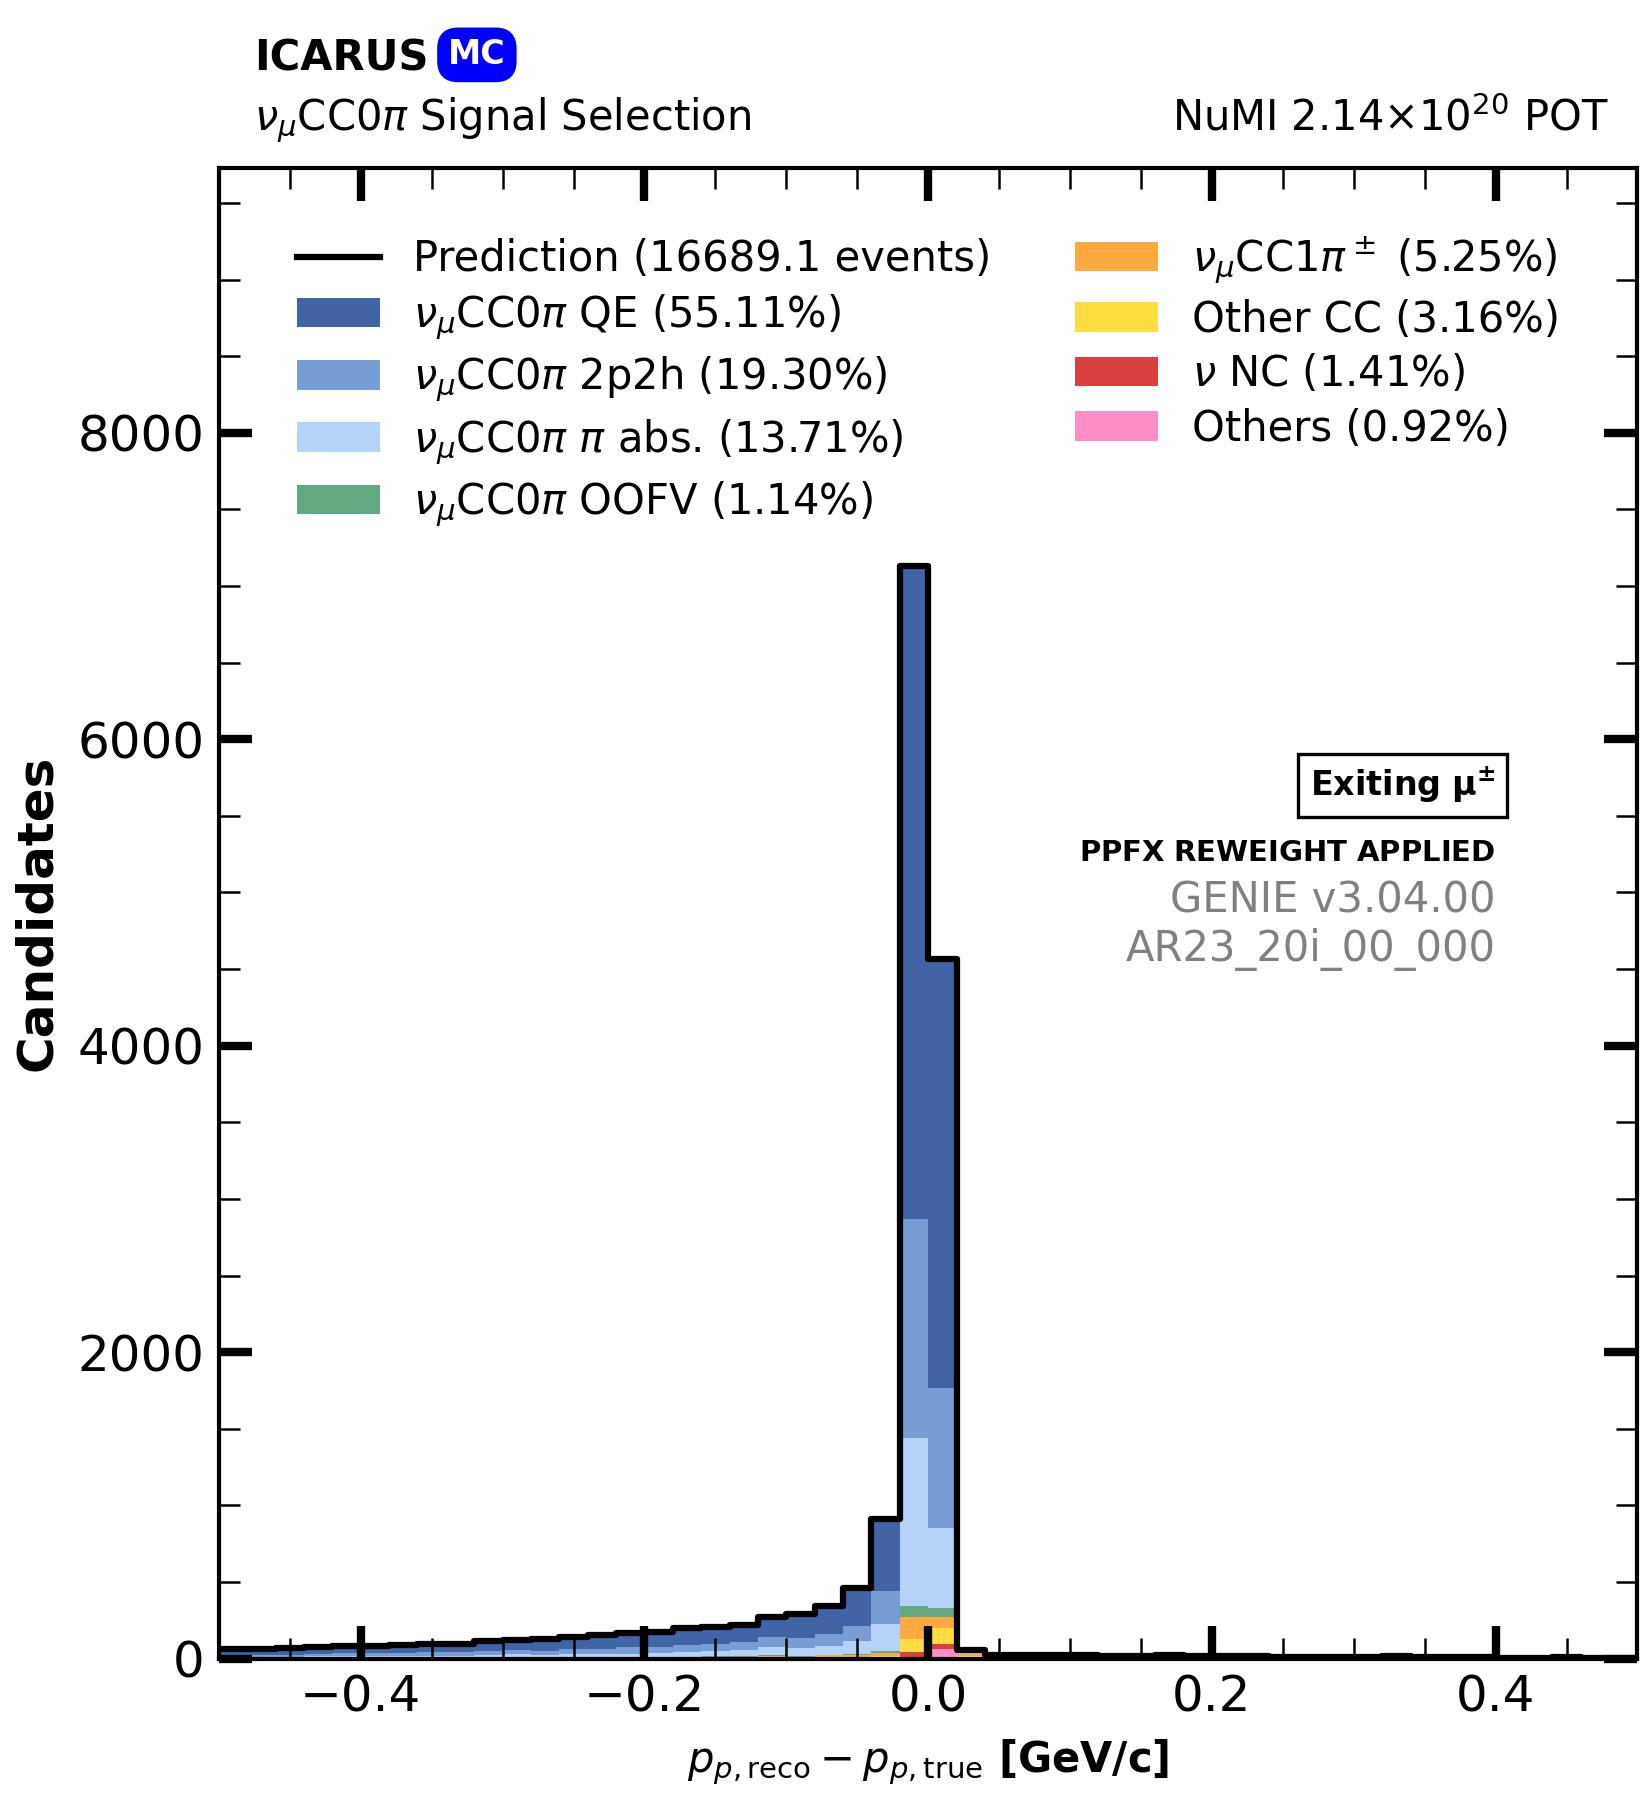 ICARUS MC
νμCC0π Signal Selection
NuMI 2.14×10²⁰ POT
Prediction (16689.1 events)
νμCC0π QE (55.11%)
νμCC0π 2p2h (19.30%)
νμCC0π π abs. (13.71%)
νμCC0π OOFV (1.14%)
νμCC1π± (5.25%)
Other CC (3.16%)
ν NC (1.41%)
Others (0.92%)
Exiting μ±
PPFX REWEIGHT APPLIED
GENIE v3.04.00
AR23_20i_00_000
Candidates
8000
6000
4000
2000
0
−0.4 −0.2 0.0 0.2 0.4
pp,reco − pp,true [GeV/c]